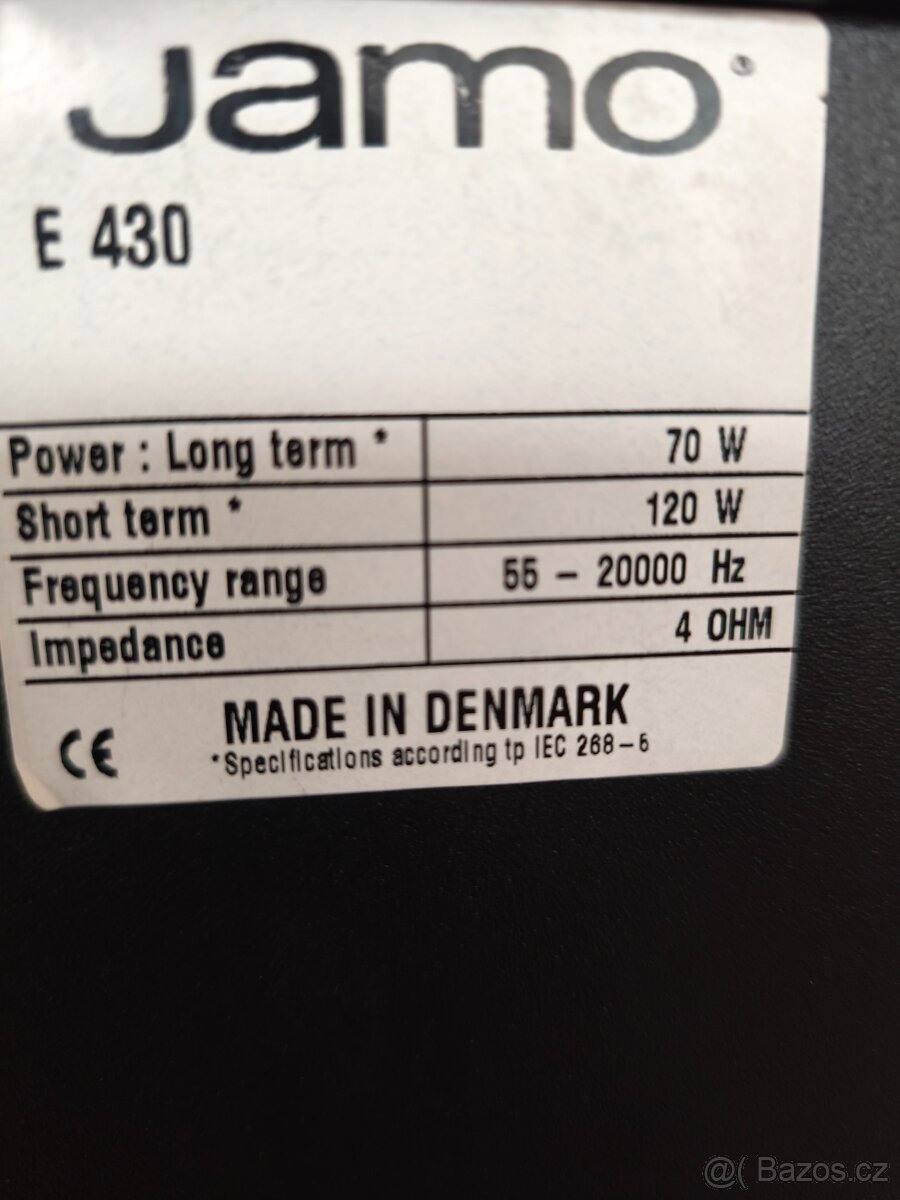 Jamo®
E 430
Power : Long term * 70 W
Short term * 120 W
Frequency range 55 – 20000 Hz
Impedance 4 OHM
MADE IN DENMARK
CE *Specifications according tp IEC 268–5
@( Bazos.cz